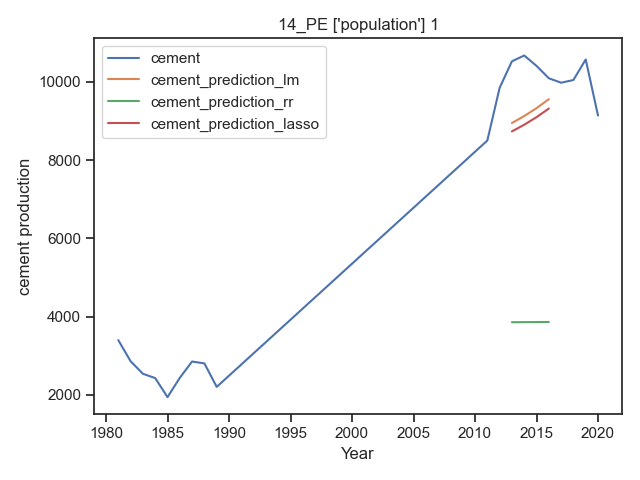 14_PE ['population'] 1
cement
cement_prediction_lm
cement_prediction_rr
cement_prediction_lasso
cement production
10000
8000
6000
4000
2000
1980 1985 1990 1995 2000 2005 2010 2015 2020
Year